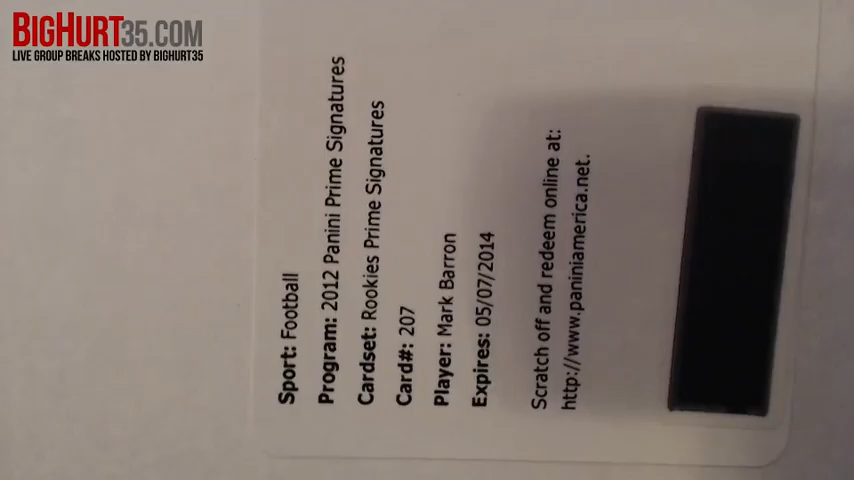 BIGHURT35.COM
LIVE GROUP BREAKS HOSTED BY BIGHURT35
Sport: Football
Program: 2012 Panini Prime Signatures
Cardset: Rookies Prime Signatures
Card#: 207
Player: Mark Barron
Expires: 05/07/2014
Scratch off and redeem online at:
http://www.paniniamerica.net.